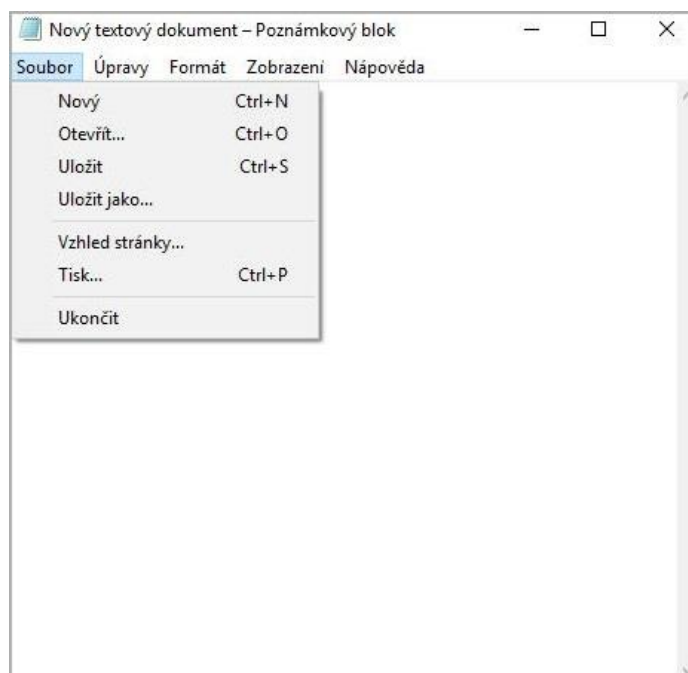 Nový textový dokument – Poznámkový blok
Soubor Úpravy Formát Zobrazení Nápověda
Nový Ctrl+N
Otevřít... Ctrl+O
Uložit Ctrl+S
Uložit jako...
Vzhled stránky...
Tisk... Ctrl+P
Ukončit